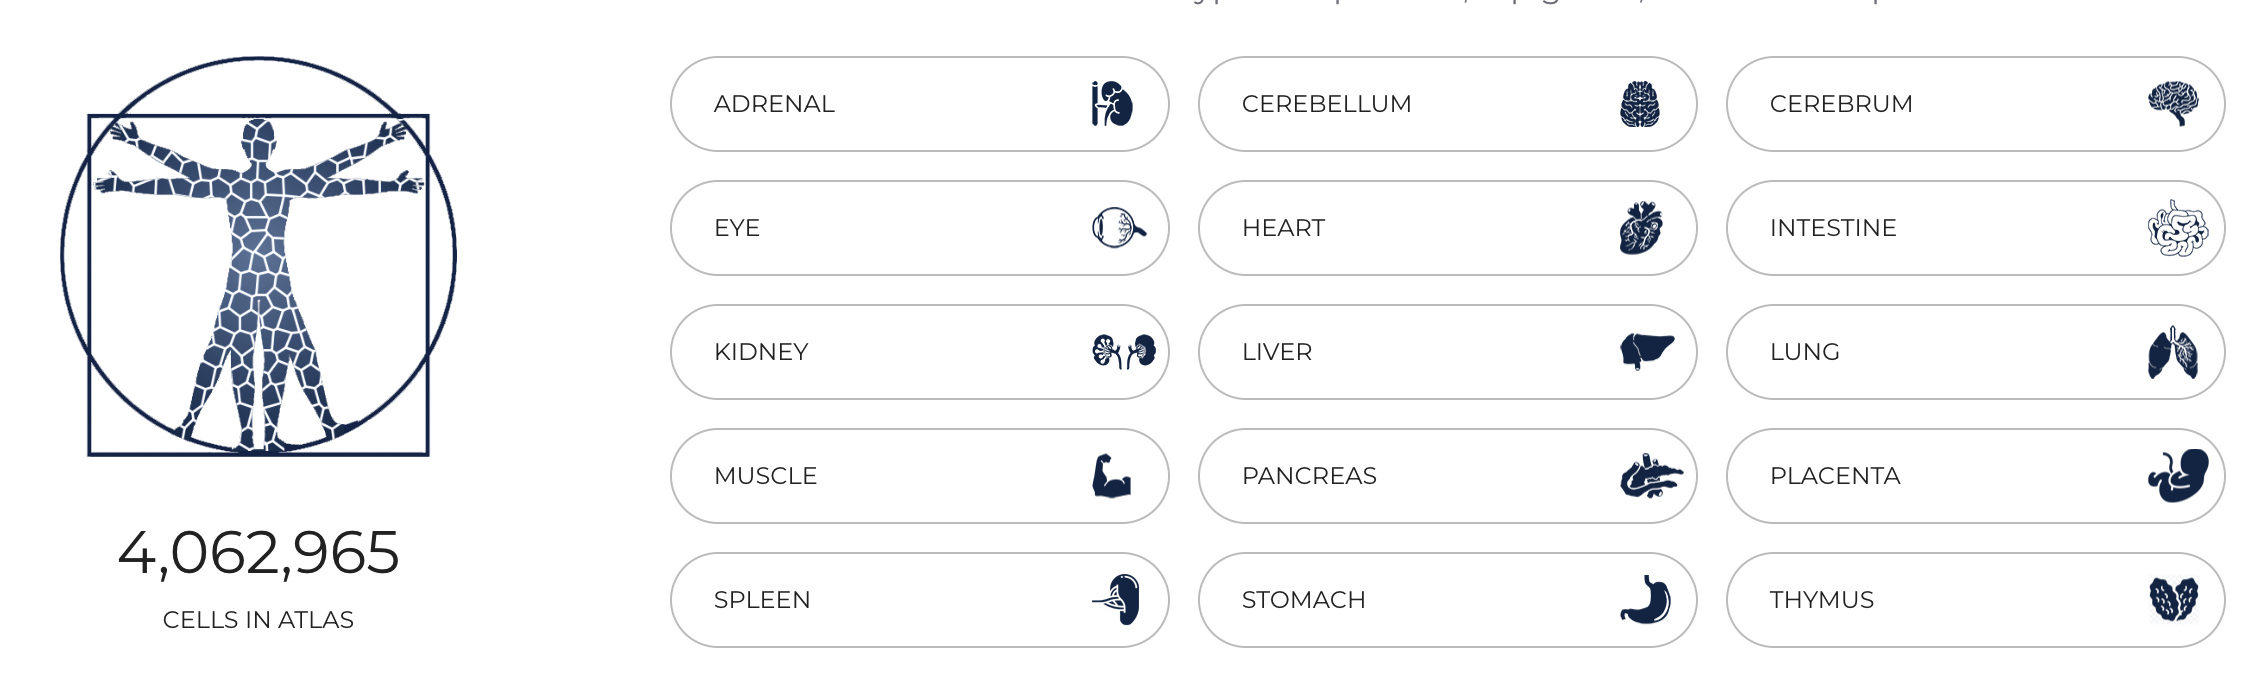 ADRENAL
CEREBELLUM
CEREBRUM
EYE
HEART
INTESTINE
KIDNEY
LIVER
LUNG
MUSCLE
PANCREAS
PLACENTA
SPLEEN
STOMACH
THYMUS
4,062,965
CELLS IN ATLAS